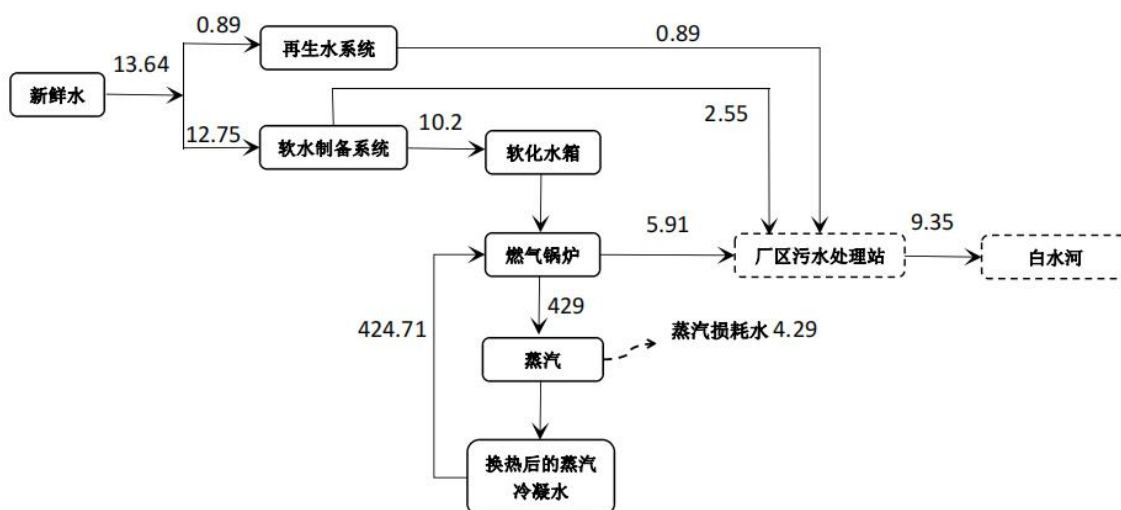 0.89
再生水系统
0.89
13.64
新鲜水
12.75
软水制备系统
10.2
软化水箱
2.55
燃气锅炉
5.91
厂区污水处理站
9.35
白水河
424.71
429
蒸汽
蒸汽损耗水 4.29
换热后的蒸汽
冷凝水